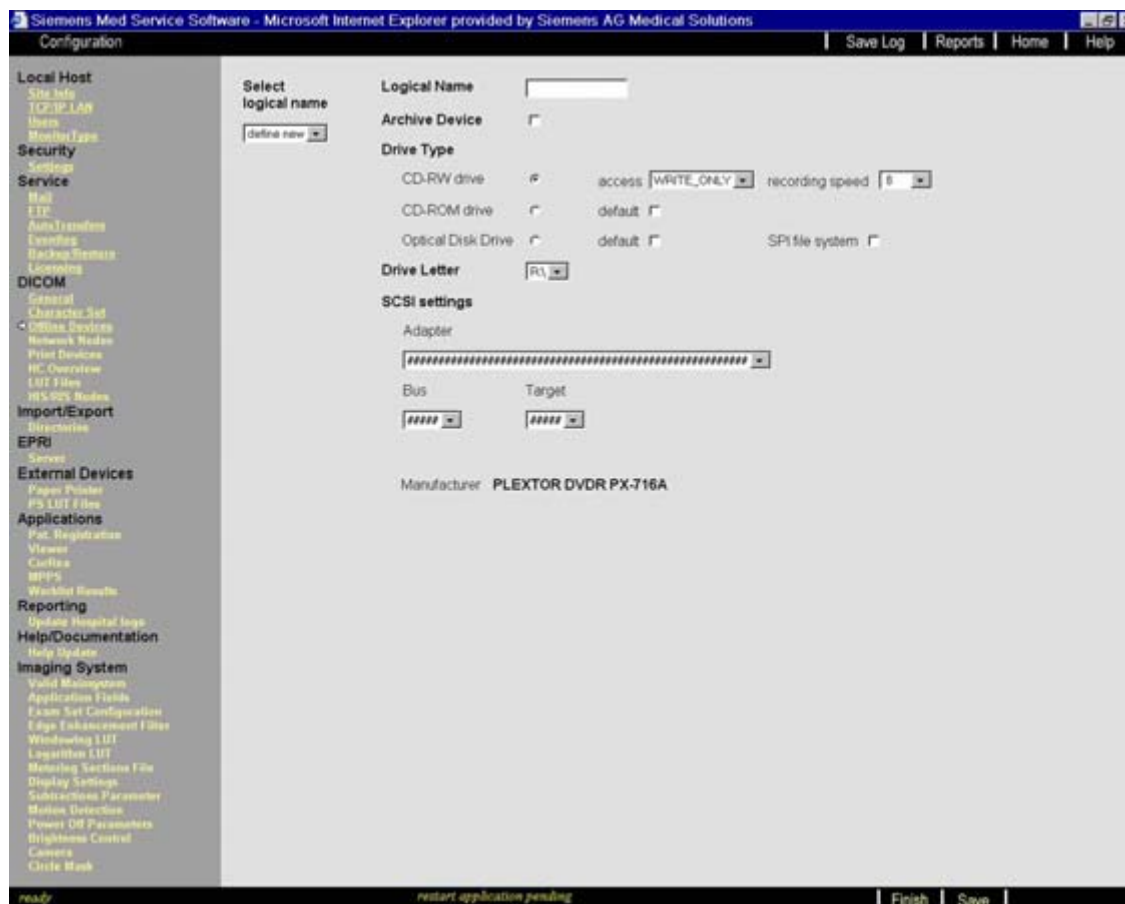 Siemens Med Service Software - Microsoft Internet Explorer provided by Siemens AG Medical Solutions
Configuration
Save Log | Reports | Home | Help
Local Host
Site Info
TCP/IP LAN
Users
MonitorType
Security
Settings
Service
Mail
FTP
AutoTransfers
Eventlog
Backup/Restore
Licensing
DICOM
General
Character Set
Offline Devices
Network Nodes
Print Devices
HC Overview
LUT Files
HIS/RIS Nodes
Import/Export
Directories
EPRI
Server
External Devices
Paper Printer
PS LUT Files
Applications
Pat. Registration
Viewer
MPPS
Worklist Results
Reporting
Update Hospital logo
Help/Documentation
Help Update
Imaging System
Valid Mainsystem
Application Fields
Exam Set Configuration
Edge Enhancement Filter
Windowing LUT
Logarithm LUT
Metering Sections File
Display Settings
Subtractions Parameter
Motion Detection
Power Off Parameters
Brightness Control
Camera
Circle Mask
Select
logical name
define new
Logical Name
Archive Device
Drive Type
CD-RW drive access WRITE_ONLY recording speed 8
CD-ROM drive default
Optical Disk Drive default SPI file system
Drive Letter R:\
SCSI settings
Adapter
Bus Target
##### #####
Manufacturer PLEXTOR DVDR PX-716A
ready restart application pending Finish | Save